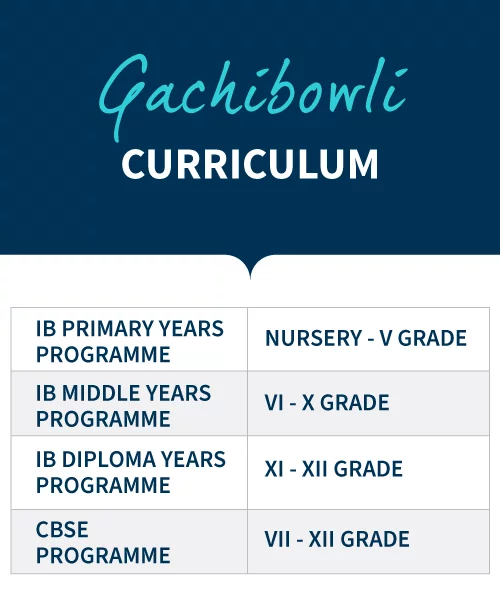 Gachibowli
CURRICULUM
IB PRIMARY YEARS
PROGRAMME
NURSERY - V GRADE
IB MIDDLE YEARS
PROGRAMME
VI - X GRADE
IB DIPLOMA YEARS
PROGRAMME
XI - XII GRADE
CBSE
PROGRAMME
VII - XII GRADE